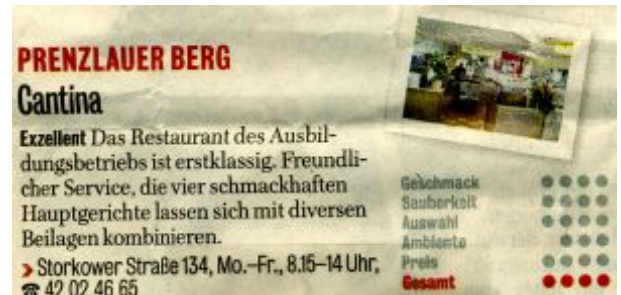 PRENZLAUER BERG
Cantina
Exzellent Das Restaurant des Ausbil-
dungsbetriebs ist erstklassig. Freundli-
cher Service, die vier schmackhaften
Hauptgerichte lassen sich mit diversen
Beilagen kombinieren.
› Storkower Straße 134, Mo.–Fr., 8.15–14 Uhr,
☎ 42 02 46 65
Geschmack
Sauberkeit
Auswahl
Ambiente
Preis
Gesamt